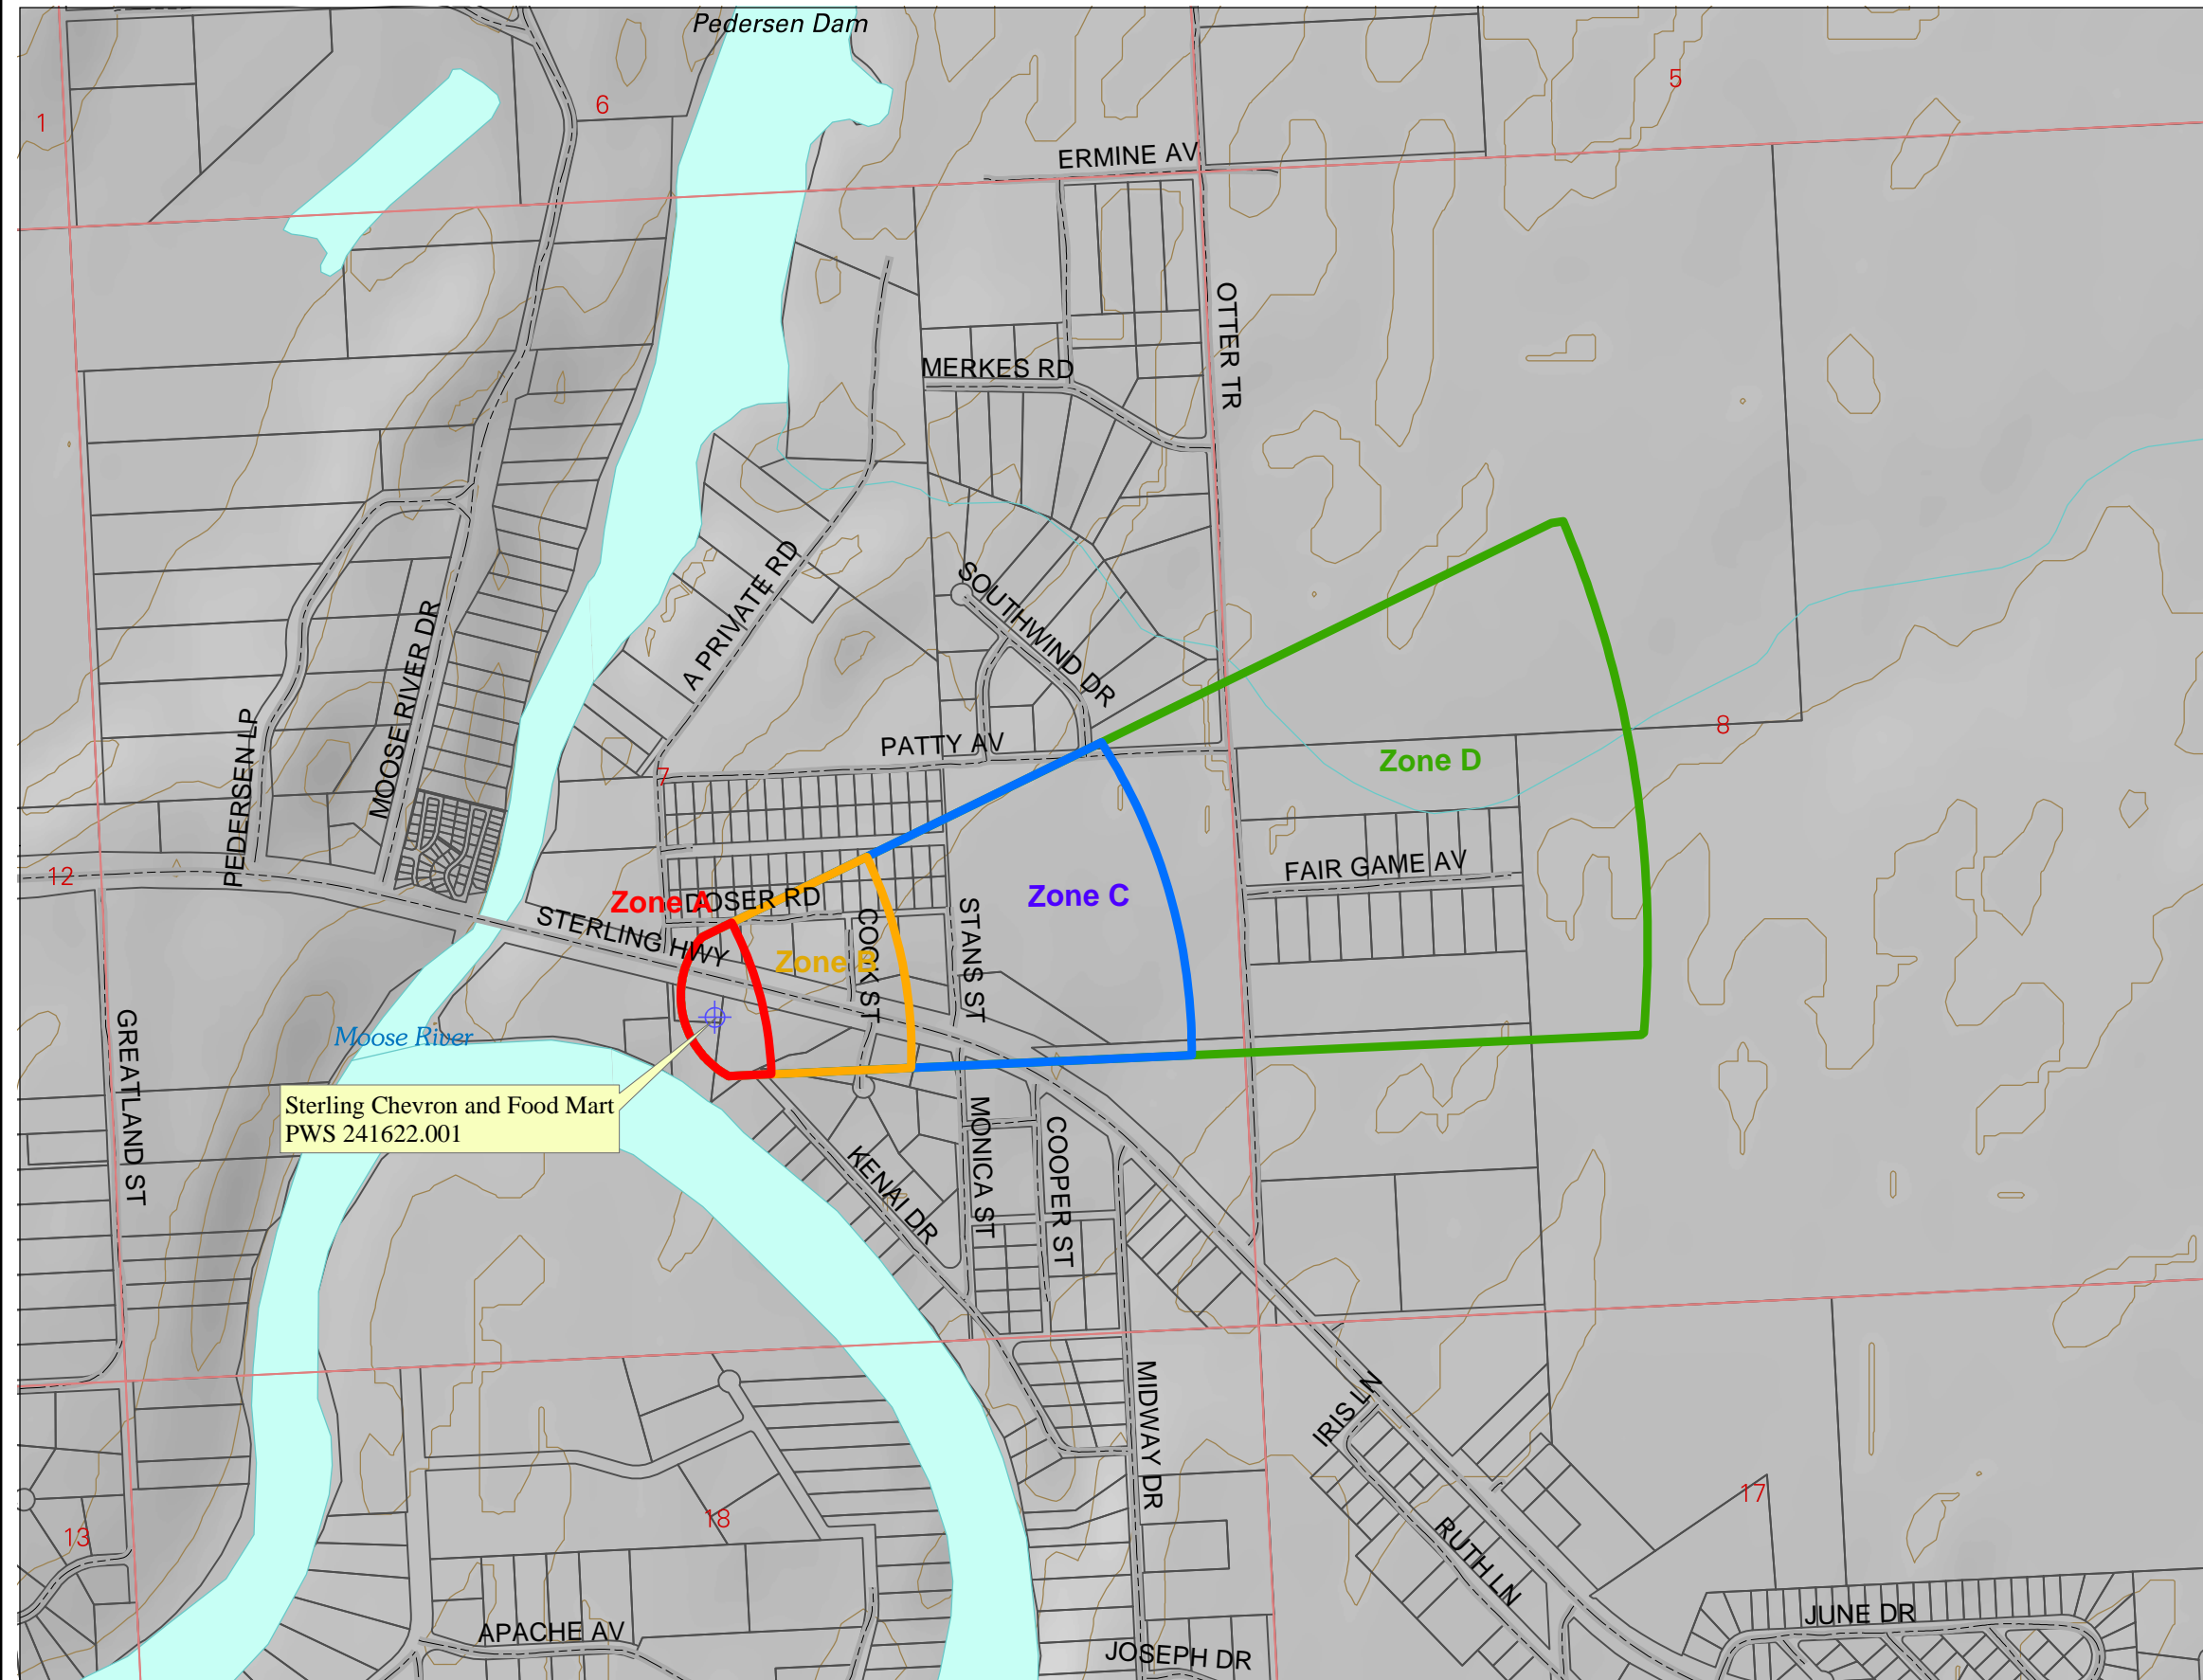 Pedersen Dam
5
6
1
ERMINE AV
OTTER TR
MERKES RD
A PRIVATE RD
SOUTHWIND DR
MOOSE RIVER DR
PEDERSEN LP
PATTY AV
7
8
Zone D
12
FAIR GAME AV
Zone A
DOSER RD
Zone C
STERLING HWY
COOK ST
STANS ST
Zone B
GREATLAND ST
Moose River
Sterling Chevron and Food Mart
PWS 241622.001
KENAI DR
MONICA ST
COOPER ST
MIDWAY DR
IRIS LN
13
18
17
RUTH LN
APACHE AV
JUNE DR
JOSEPH DR